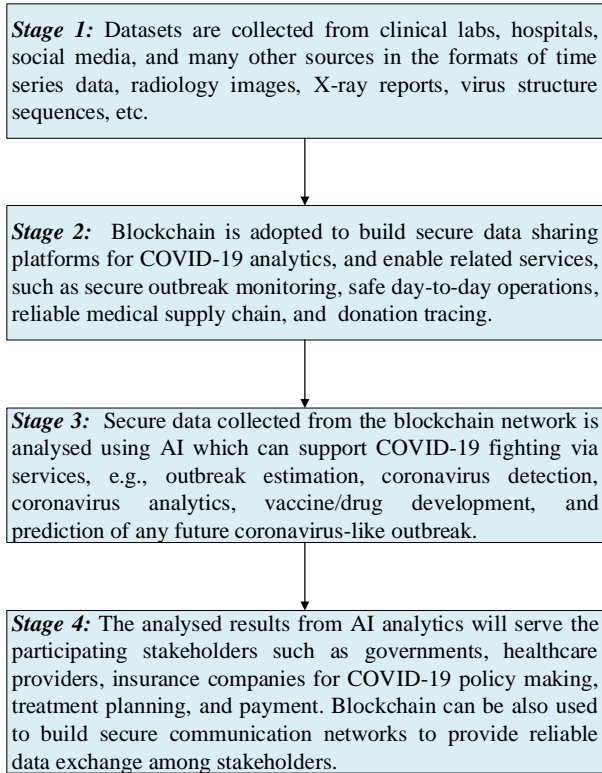 Stage 1: Datasets are collected from clinical labs, hospitals,
social media, and many other sources in the formats of time
series data, radiology images, X-ray reports, virus structure
sequences, etc.
Stage 2: Blockchain is adopted to build secure data sharing
platforms for COVID-19 analytics, and enable related services,
such as secure outbreak monitoring, safe day-to-day operations,
reliable medical supply chain, and donation tracing.
Stage 3: Secure data collected from the blockchain network is
analysed using AI which can support COVID-19 fighting via
services, e.g., outbreak estimation, coronavirus detection,
coronavirus analytics, vaccine/drug development, and
prediction of any future coronavirus-like outbreak.
Stage 4: The analysed results from AI analytics will serve the
participating stakeholders such as governments, healthcare
providers, insurance companies for COVID-19 policy making,
treatment planning, and payment. Blockchain can be also used
to build secure communication networks to provide reliable
data exchange among stakeholders.